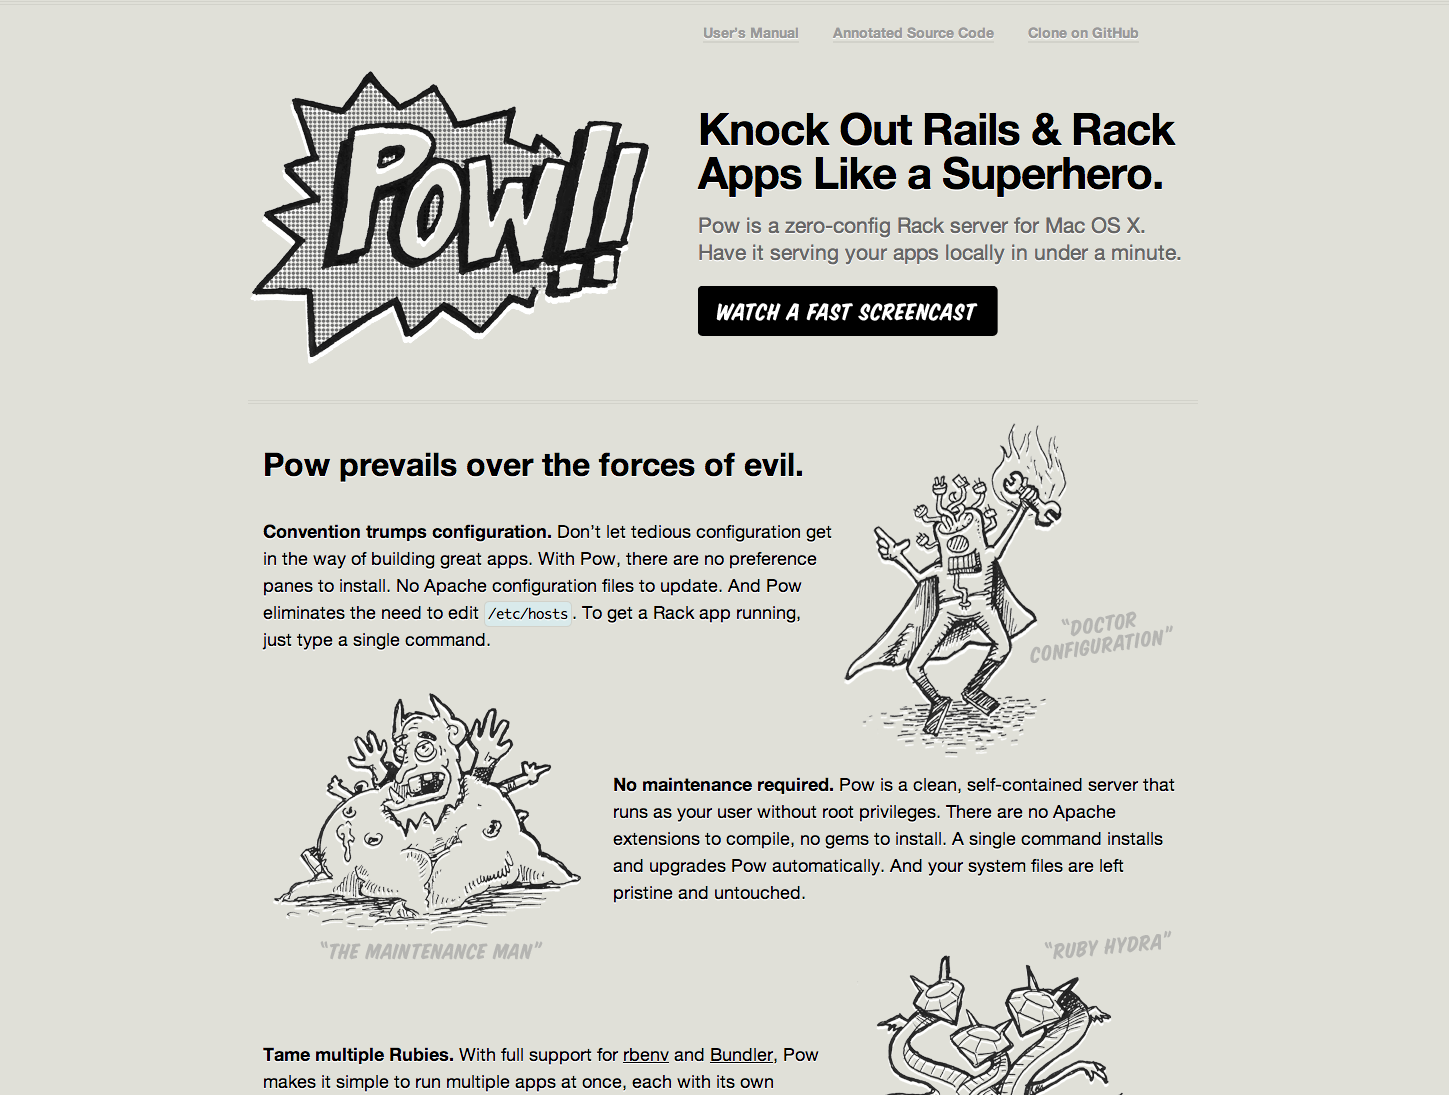 User's Manual
Annotated Source Code
Clone on GitHub
Pow!!
Knock Out Rails & Rack
Apps Like a Superhero.
Pow is a zero-config Rack server for Mac OS X.
Have it serving your apps locally in under a minute.
WATCH A FAST SCREENCAST
Pow prevails over the forces of evil.
Convention trumps configuration. Don't let tedious configuration get
in the way of building great apps. With Pow, there are no preference
panes to install. No Apache configuration files to update. And Pow
eliminates the need to edit /etc/hosts. To get a Rack app running,
just type a single command.
“DOCTOR
CONFIGURATION”
No maintenance required. Pow is a clean, self-contained server that
runs as your user without root privileges. There are no Apache
extensions to compile, no gems to install. A single command installs
and upgrades Pow automatically. And your system files are left
pristine and untouched.
“THE MAINTENANCE MAN”
“RUBY HYDRA”
Tame multiple Rubies. With full support for rbenv and Bundler, Pow
makes it simple to run multiple apps at once, each with its own